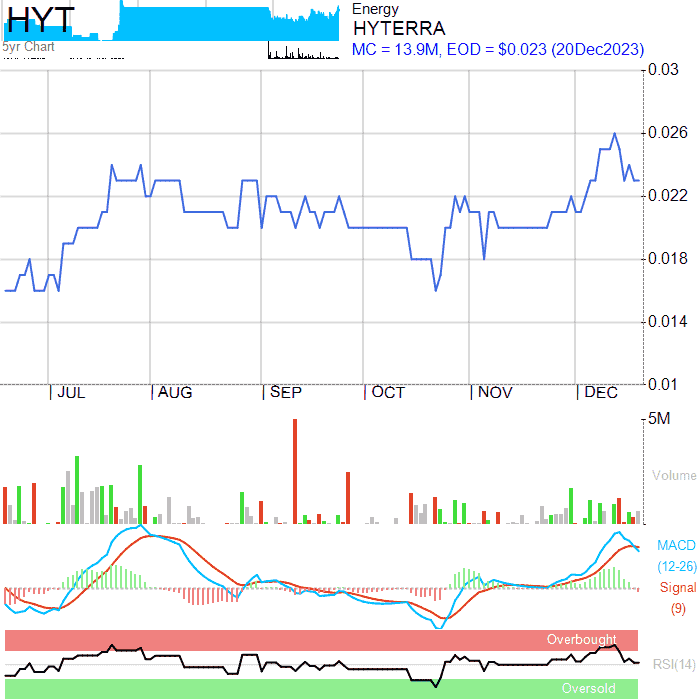 HYT
Energy
HYTERRA
5yr Chart
MC = 13.9M, EOD = $0.023 (20Dec2023)
0.03
0.026
0.022
0.018
0.014
0.01
JUL AUG SEP OCT NOV DEC
5M
Volume
MACD
(12-26)
Signal
(9)
Overbought
RSI(14)
Oversold